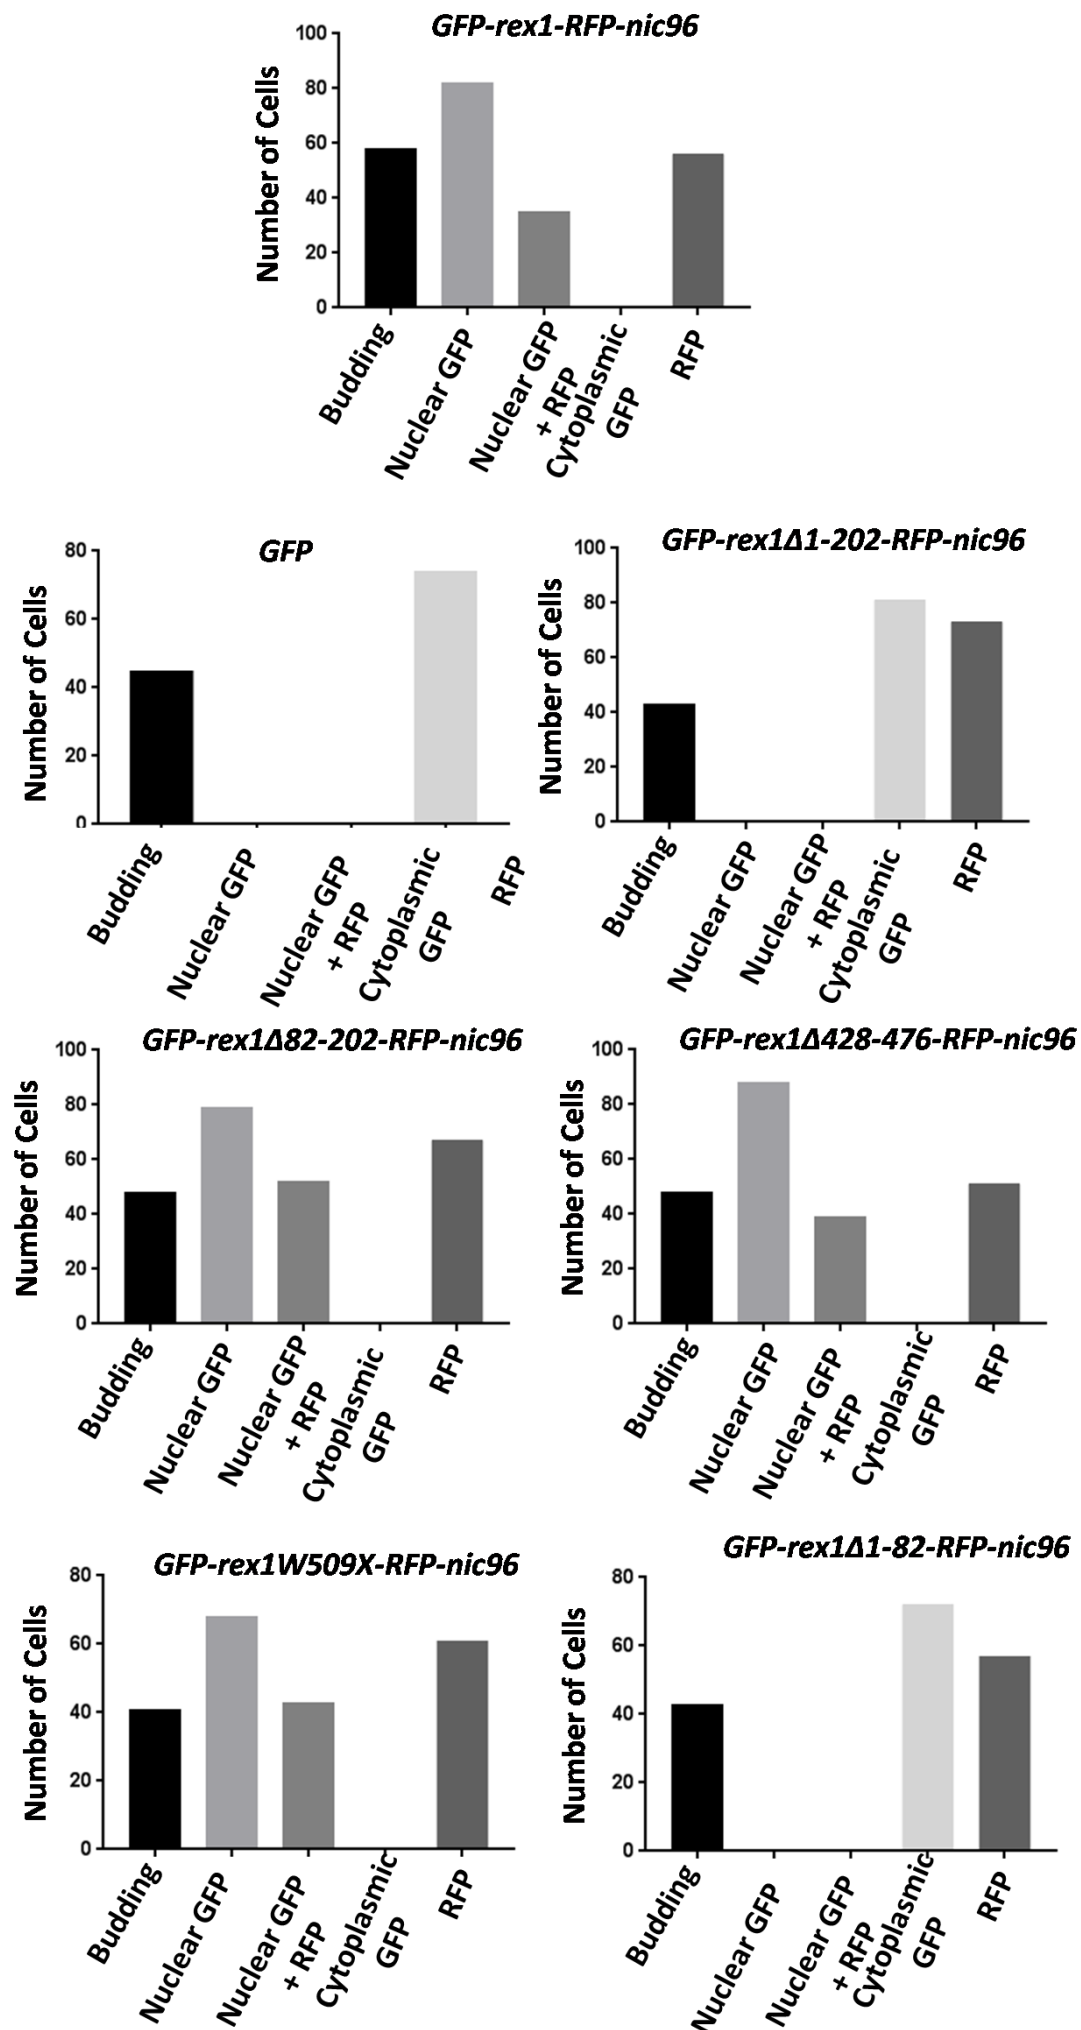 GFP-rex1-RFP-nic96
Number of Cells
100
80
60
40
20
0
Budding
Nuclear GFP
Nuclear GFP
+ RFP
Cytoplasmic
GFP
RFP
GFP
Number of Cells
80
60
40
20
0
Budding
Nuclear GFP
Nuclear GFP
+ RFP
Cytoplasmic
GFP
RFP
GFP-rex1Δ1-202-RFP-nic96
Number of Cells
100
80
60
40
20
0
Budding
Nuclear GFP
Nuclear GFP
+ RFP
Cytoplasmic
GFP
RFP
GFP-rex1Δ82-202-RFP-nic96
Number of Cells
100
80
60
40
20
0
Budding
Nuclear GFP
Nuclear GFP
+ RFP
Cytoplasmic
GFP
RFP
GFP-rex1Δ428-476-RFP-nic96
Number of Cells
100
80
60
40
20
0
Budding
Nuclear GFP
Nuclear GFP
+ RFP
Cytoplasmic
GFP
RFP
GFP-rex1W509X-RFP-nic96
Number of Cells
80
60
40
20
0
Budding
Nuclear GFP
Nuclear GFP
+ RFP
Cytoplasmic
GFP
RFP
GFP-rex1Δ1-82-RFP-nic96
Number of Cells
80
60
40
20
0
Budding
Nuclear GFP
Nuclear GFP
+ RFP
Cytoplasmic
GFP
RFP